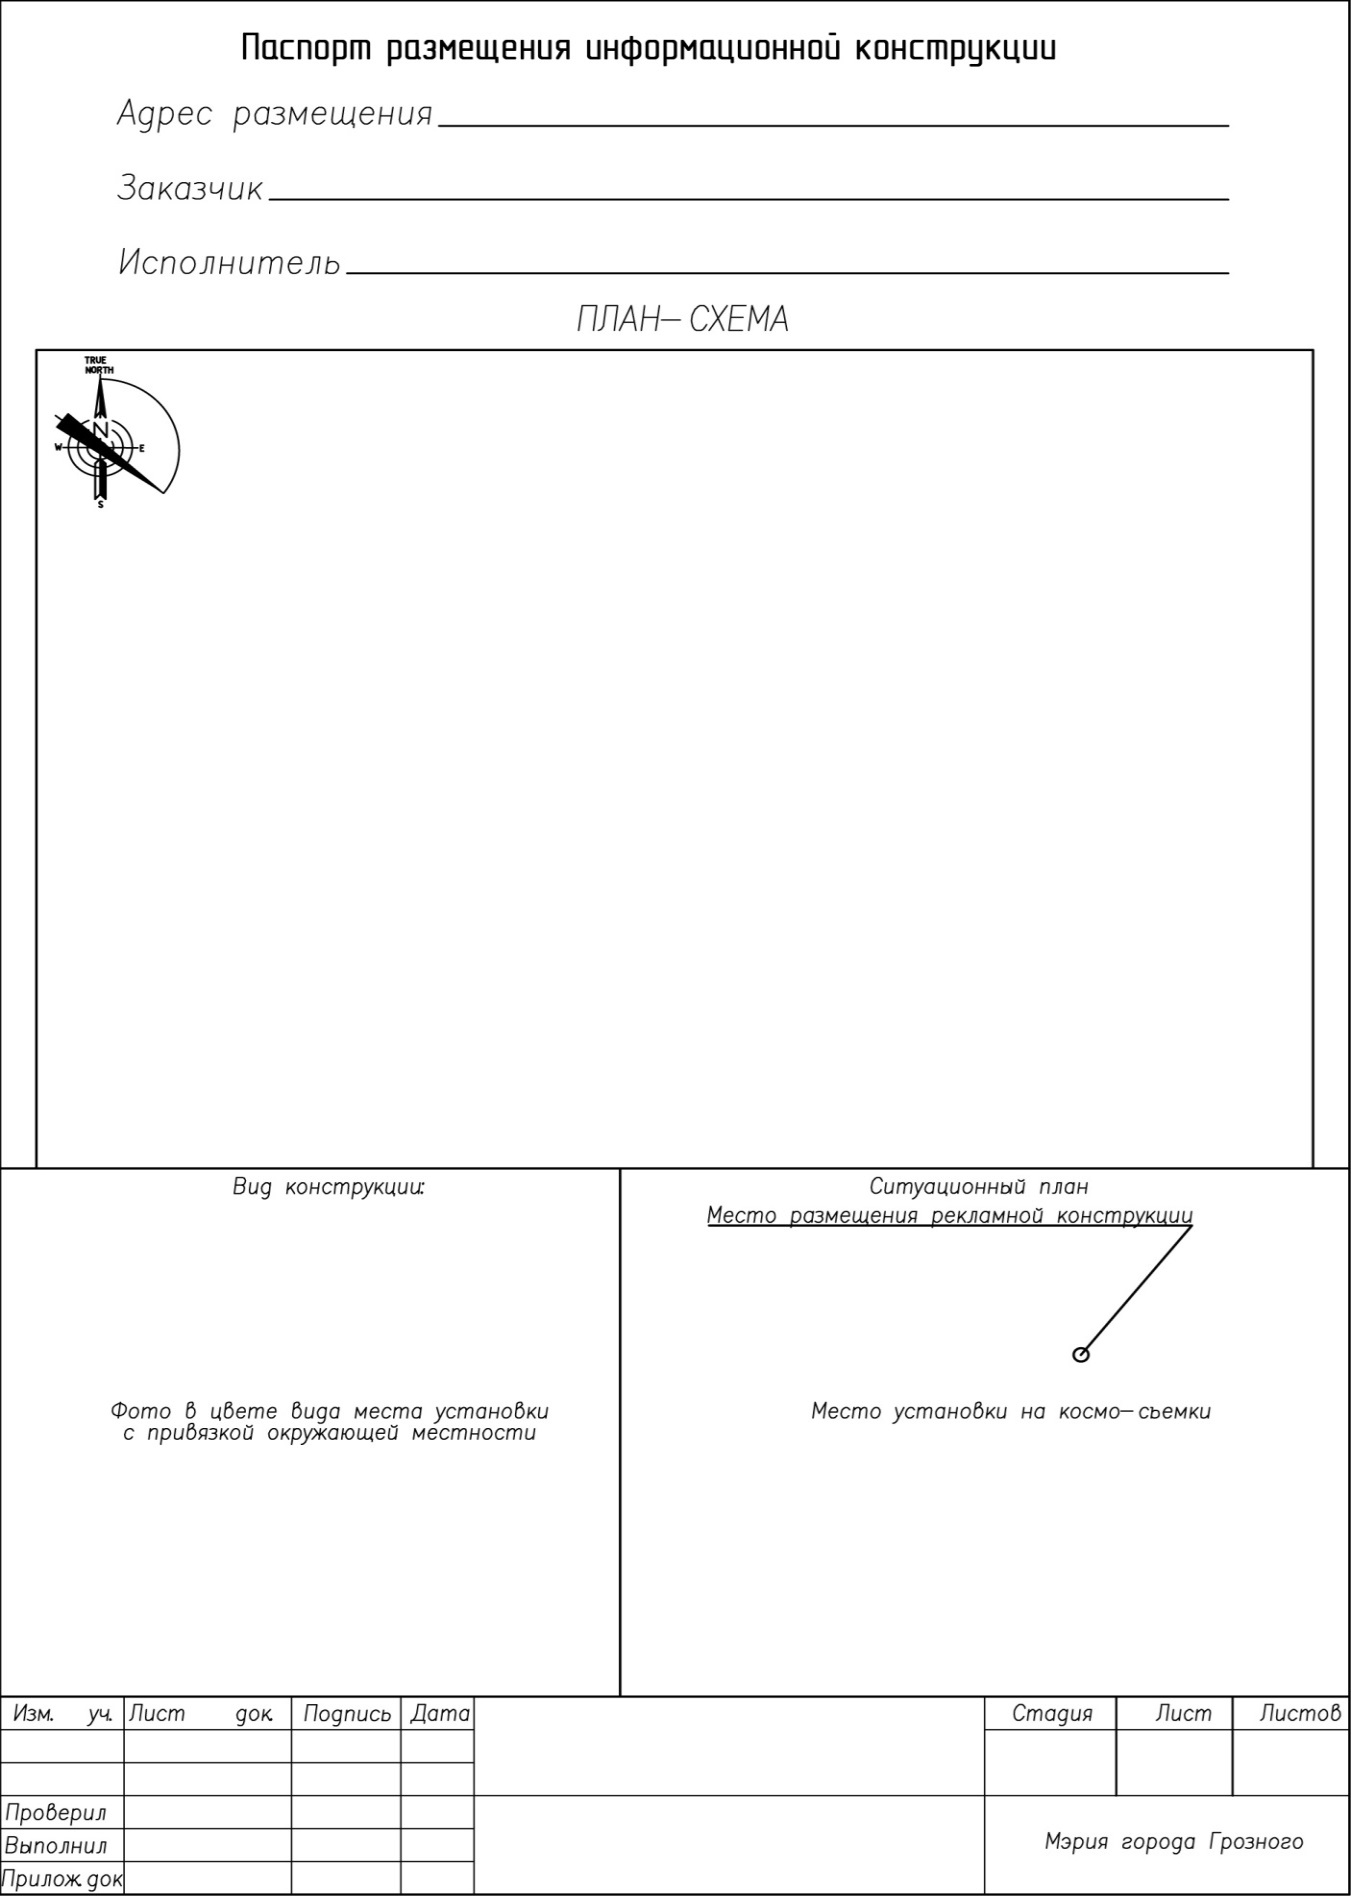 Паспорт размещения информационной конструкции
Адрес размещения
Заказчик
Исполнитель
ПЛАН-СХЕМА
TRUE
NORTH
N
W E
S
Вид конструкции:
Фото в цвете вида места установки
с привязкой окружающей местности
Ситуационный план
Место размещения рекламной конструкции
Место установки на космо-съемки
Изм. уч. Лист док. Подпись Дата
Стадия Лист Листов
Проверил
Выполнил
Прилож.док
Мэрия города Грозного